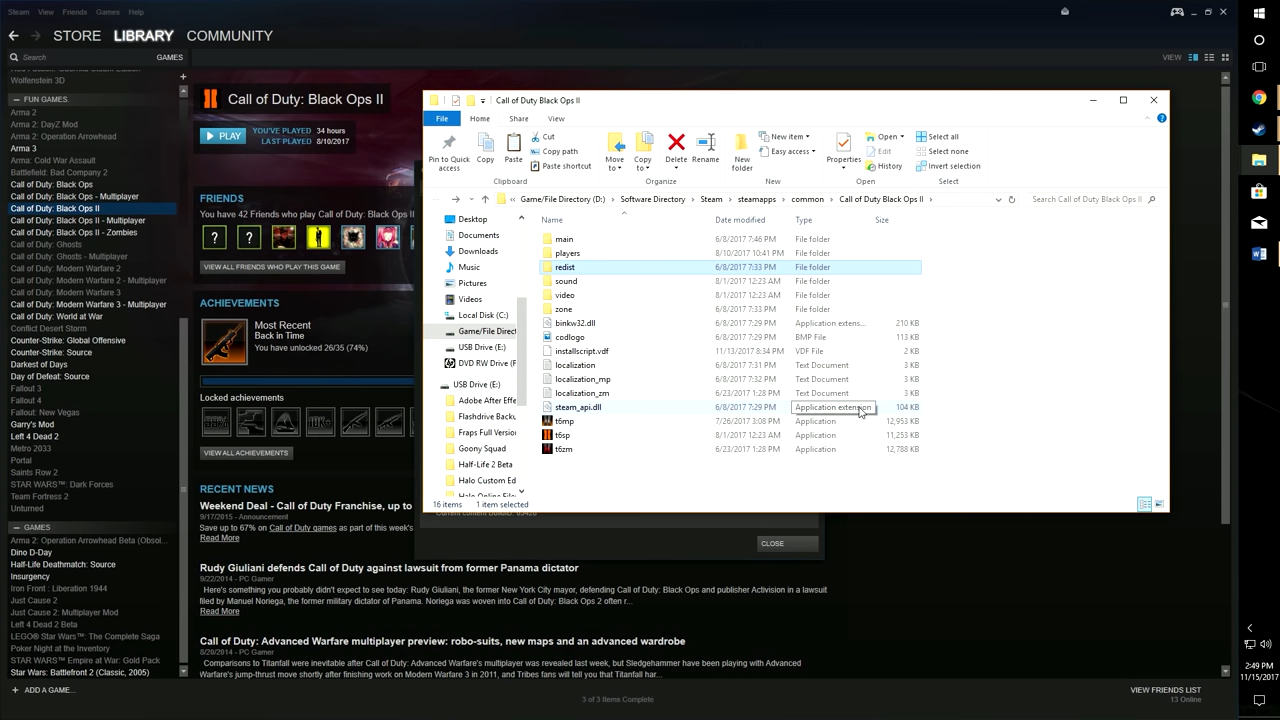 Steam View Friends Games Help
STORE LIBRARY COMMUNITY
Search GAMES VIEW
Wolfenstein 3D
FUN GAMES
Arma 2
Arma 2: DayZ Mod
Arma 2: Operation Arrowhead
Arma 3
Arma: Cold War Assault
Battlefield: Bad Company 2
Call of Duty: Black Ops
Call of Duty: Black Ops - Multiplayer
Call of Duty: Black Ops II
Call of Duty: Black Ops II - Multiplayer
Call of Duty: Black Ops II - Zombies
Call of Duty: Ghosts
Call of Duty: Ghosts - Multiplayer
Call of Duty: Modern Warfare 2
Call of Duty: Modern Warfare 2 - Multiplayer
Call of Duty: Modern Warfare 3
Call of Duty: Modern Warfare 3 - Multiplayer
Call of Duty: World at War
Conflict Desert Storm
Counter-Strike: Global Offensive
Counter-Strike: Source
Darkest of Days
Day of Defeat: Source
Fallout 3
Fallout 4
Fallout: New Vegas
Garry's Mod
Left 4 Dead 2
Metro 2033
Portal
Saints Row 2
STAR WARS™: Dark Forces
Team Fortress 2
Unturned
GAMES
Arma 2: Operation Arrowhead Beta (Obsol...
Dino D-Day
Half-Life Deathmatch: Source
Insurgency
Iron Front : Liberation 1944
Just Cause 2
Just Cause 2: Multiplayer Mod
Left 4 Dead 2 Beta
LEGO® Star Wars™: The Complete Saga
Poker Night at the Inventory
STAR WARS™ Empire at War: Gold Pack
Star Wars: Battlefront 2 (Classic, 2005)
ADD A GAME...
Call of Duty: Black Ops II
PLAY
YOU'VE PLAYED 34 hours
LAST PLAYED 8/10/2017
FRIENDS
You have 42 Friends who play Call of Duty: Black Ops II
VIEW ALL FRIENDS WHO PLAY THIS GAME
ACHIEVEMENTS
Most Recent
Back in Time
You have unlocked 26/35 (74%)
Locked achievements
VIEW ALL ACHIEVEMENTS
RECENT NEWS
Weekend Deal - Call of Duty Franchise, up to
9/17/2015 - Announcement
Save up to 67% on Call of Duty games as part of this week's
Read More
Rudy Giuliani defends Call of Duty against lawsuit from former Panama dictator
9/22/2014 - PC Gamer
Here's something you probably didn't expect to see today: Rudy Giuliani, the former New York City mayor, defending Call of Duty: Black Ops and publisher Activision in a lawsuit
filed by Manuel Noriega, the former military dictator of Panama. Noriega was woven into Call of Duty: Black Ops 2 often r...
Read More
Call of Duty: Advanced Warfare multiplayer preview: robo-suits, new maps and an advanced wardrobe
8/20/2014 - PC Gamer
Comparisons to Titanfall were inevitable after Call of Duty: Advanced Warfare's multiplayer was revealed last week, but Sledgehammer have been playing with Advanced
Warfare's jump-thrust move shortly after finishing work on Modern Warfare 3 in 2011, and Tribes fans will tell you that Titanfall har...
3 of 3 Items Complete
VIEW FRIENDS LIST
13 Online
CLOSE
Call of Duty Black Ops II
File Home Share View
Pin to Quick access
Copy
Paste
Cut
Copy path
Paste shortcut
Clipboard
Move to
Copy to
Delete
Rename
Organize
New folder
New item
Easy access
New
Properties
Open
Edit
History
Open
Select all
Select none
Invert selection
Select
« Game/File Directory (D:) › Software Directory › Steam › steamapps › common › Call of Duty Black Ops II ›
Search Call of Duty Black Ops II
Desktop
Documents
Downloads
Music
Pictures
Videos
Local Disk (C:)
Game/File Direct
USB Drive (E:)
DVD RW Drive (F
USB Drive (E:)
Adobe After Effe
Flashdrive Backu
Fraps Full Version
Goony Squad
Half-Life 2 Beta
Halo Custom Ed
Name Date modified Type Size
main 6/8/2017 7:46 PM File folder
players 8/10/2017 10:41 PM File folder
redist 6/8/2017 7:33 PM File folder
sound 8/1/2017 12:23 AM File folder
video 8/1/2017 12:23 AM File folder
zone 6/8/2017 7:33 PM File folder
binkw32.dll 6/8/2017 7:29 PM Application extens... 210 KB
codlogo 6/8/2017 7:29 PM BMP File 113 KB
installscript.vdf 11/13/2017 8:34 PM VDF File 2 KB
localization 6/8/2017 7:31 PM Text Document 3 KB
localization_mp 6/8/2017 7:32 PM Text Document 3 KB
localization_zm 6/23/2017 1:28 PM Text Document 3 KB
steam_api.dll 6/8/2017 7:29 PM Application extension 104 KB
t6mp 7/26/2017 3:08 PM Application 12,953 KB
t6sp 8/1/2017 12:23 AM Application 11,253 KB
t6zm 6/23/2017 1:28 PM Application 12,788 KB
16 items 1 item selected
2:49 PM
11/15/2017